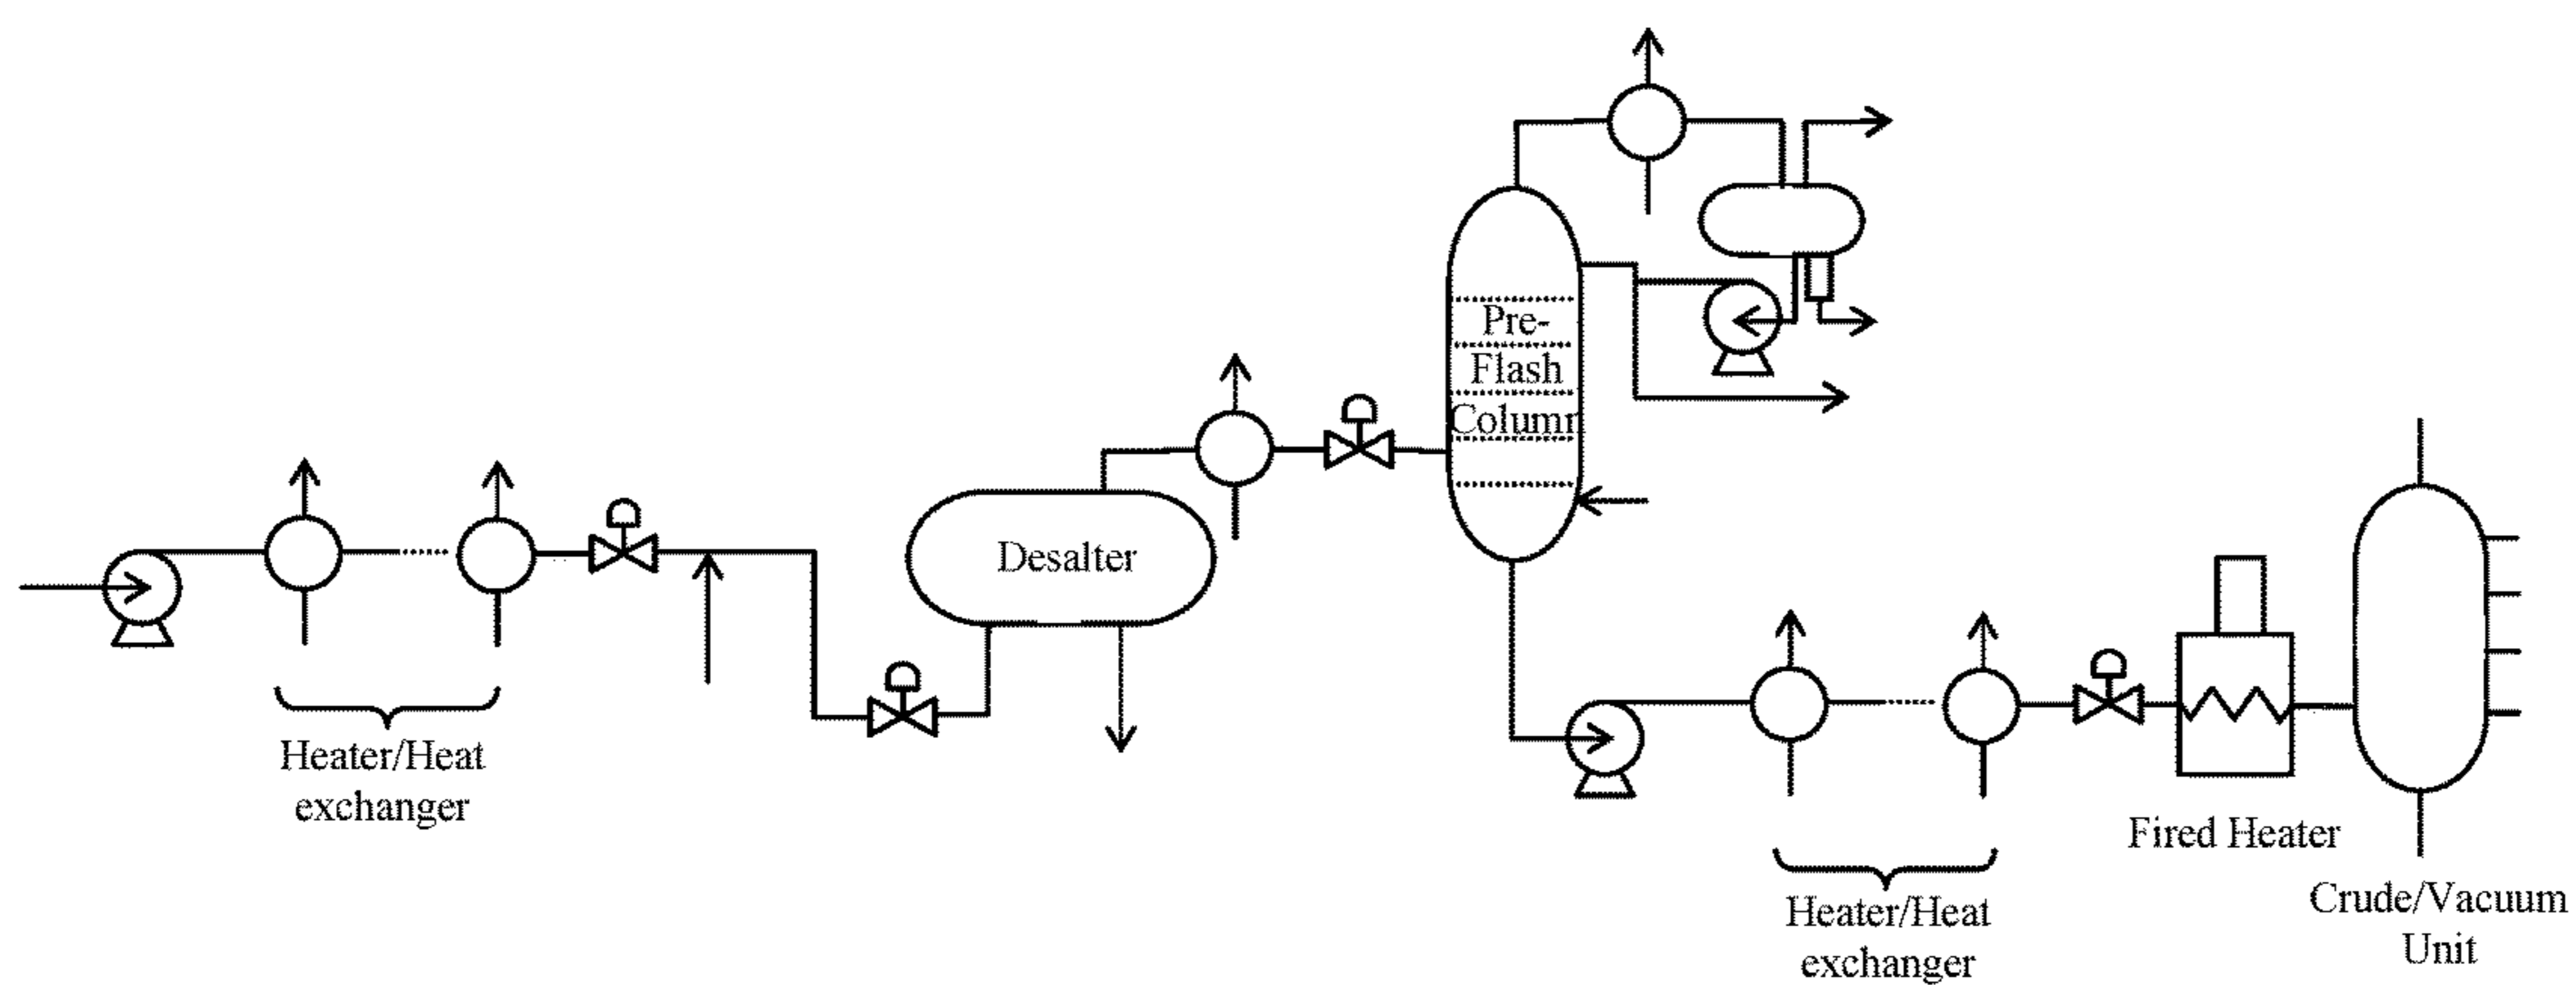 Pre-
Flash
Column
Desalter
Heater/Heat
exchanger
Fired Heater
Heater/Heat
exchanger
Crude/Vacuum
Unit